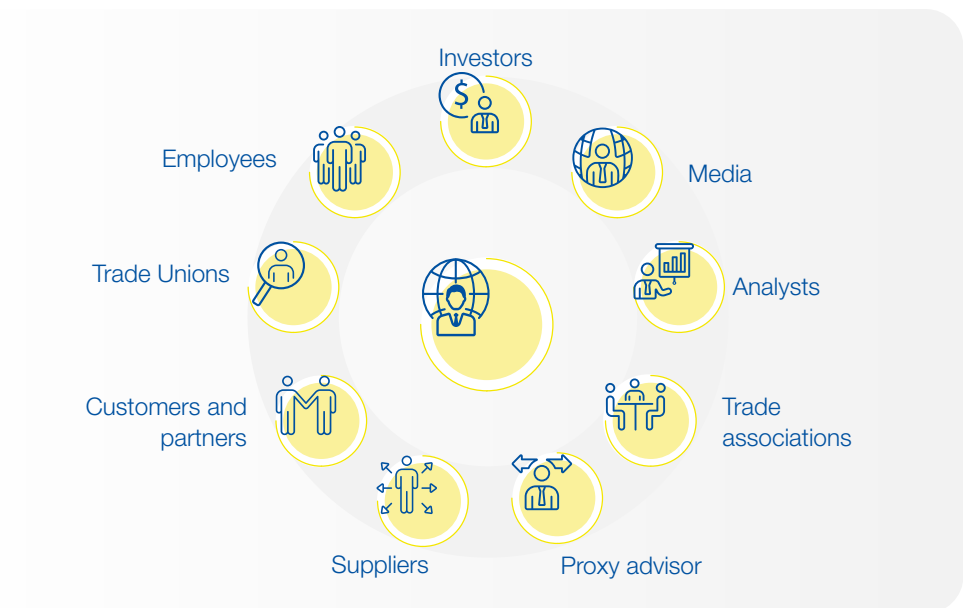 Investors
Employees
Media
Trade Unions
Analysts
Customers and
partners
Trade
associations
Suppliers
Proxy advisor